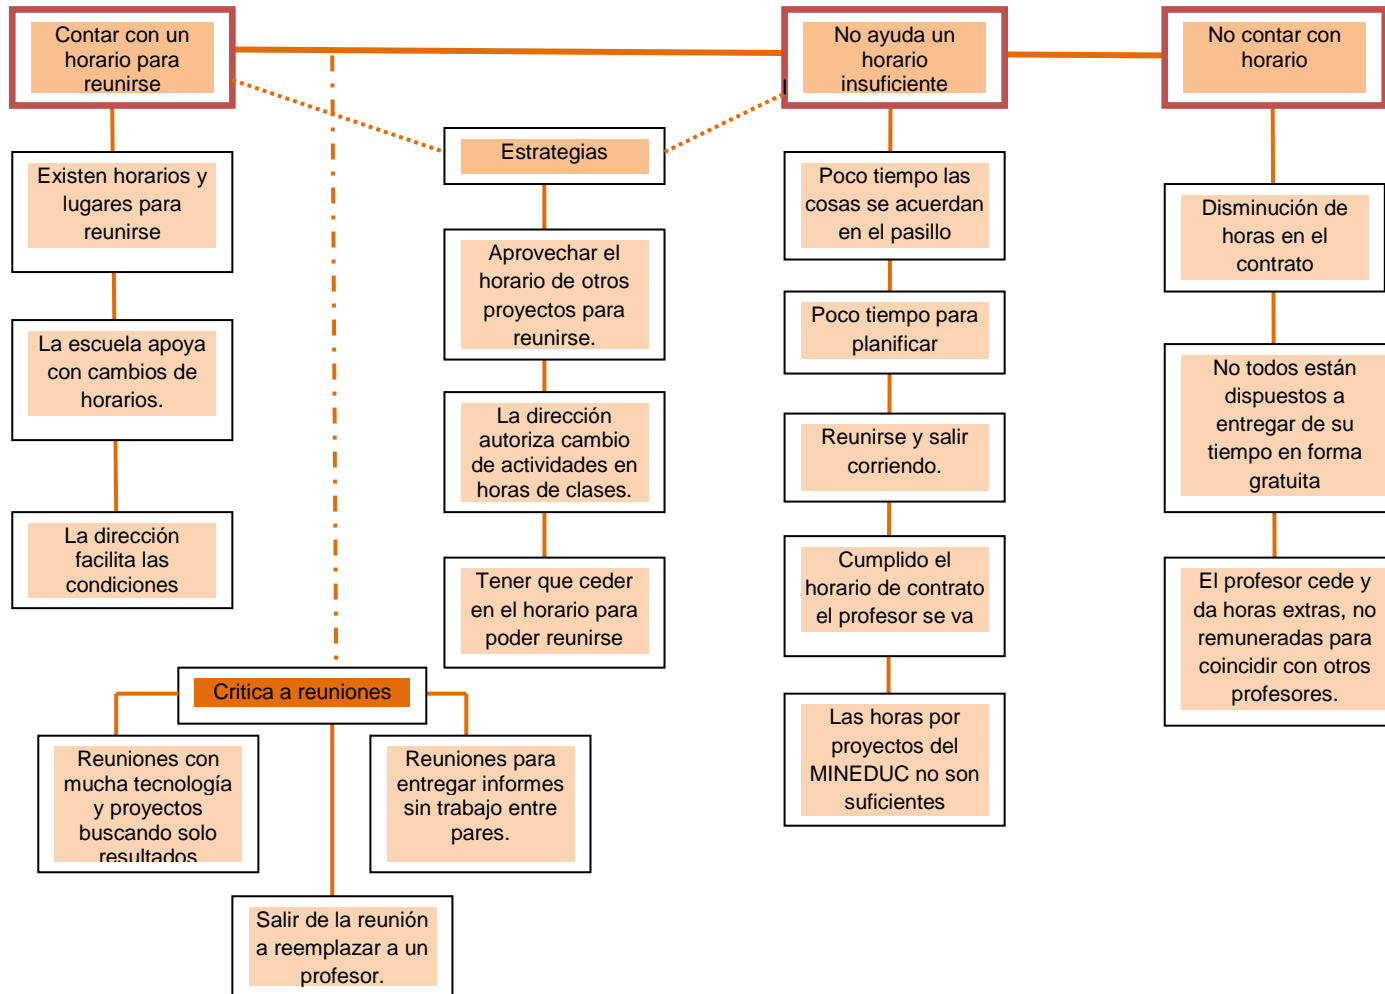 Contar con un
horario para
reunirse
No ayuda un
horario
insuficiente
No contar con
horario
Estrategias
Existen horarios y
lugares para
reunirse
La escuela apoya
con cambios de
horarios.
La dirección
facilita las
condiciones
Aprovechar el
horario de otros
proyectos para
reunirse.
La dirección
autoriza cambio
de actividades en
horas de clases.
Tener que ceder
en el horario para
poder reunirse
Poco tiempo las
cosas se acuerdan
en el pasillo
Poco tiempo para
planificar
Reunirse y salir
corriendo.
Cumplido el
horario de contrato
el profesor se va
Las horas por
proyectos del
MINEDUC no son
suficientes
Disminución de
horas en el
contrato
No todos están
dispuestos a
entregar de su
tiempo en forma
gratuita
El profesor cede y
da horas extras, no
remuneradas para
coincidir con otros
profesores.
Critica a reuniones
Reuniones con
mucha tecnología
y proyectos
buscando solo
resultados
Reuniones para
entregar informes
sin trabajo entre
pares.
Salir de la reunión
a reemplazar a un
profesor.